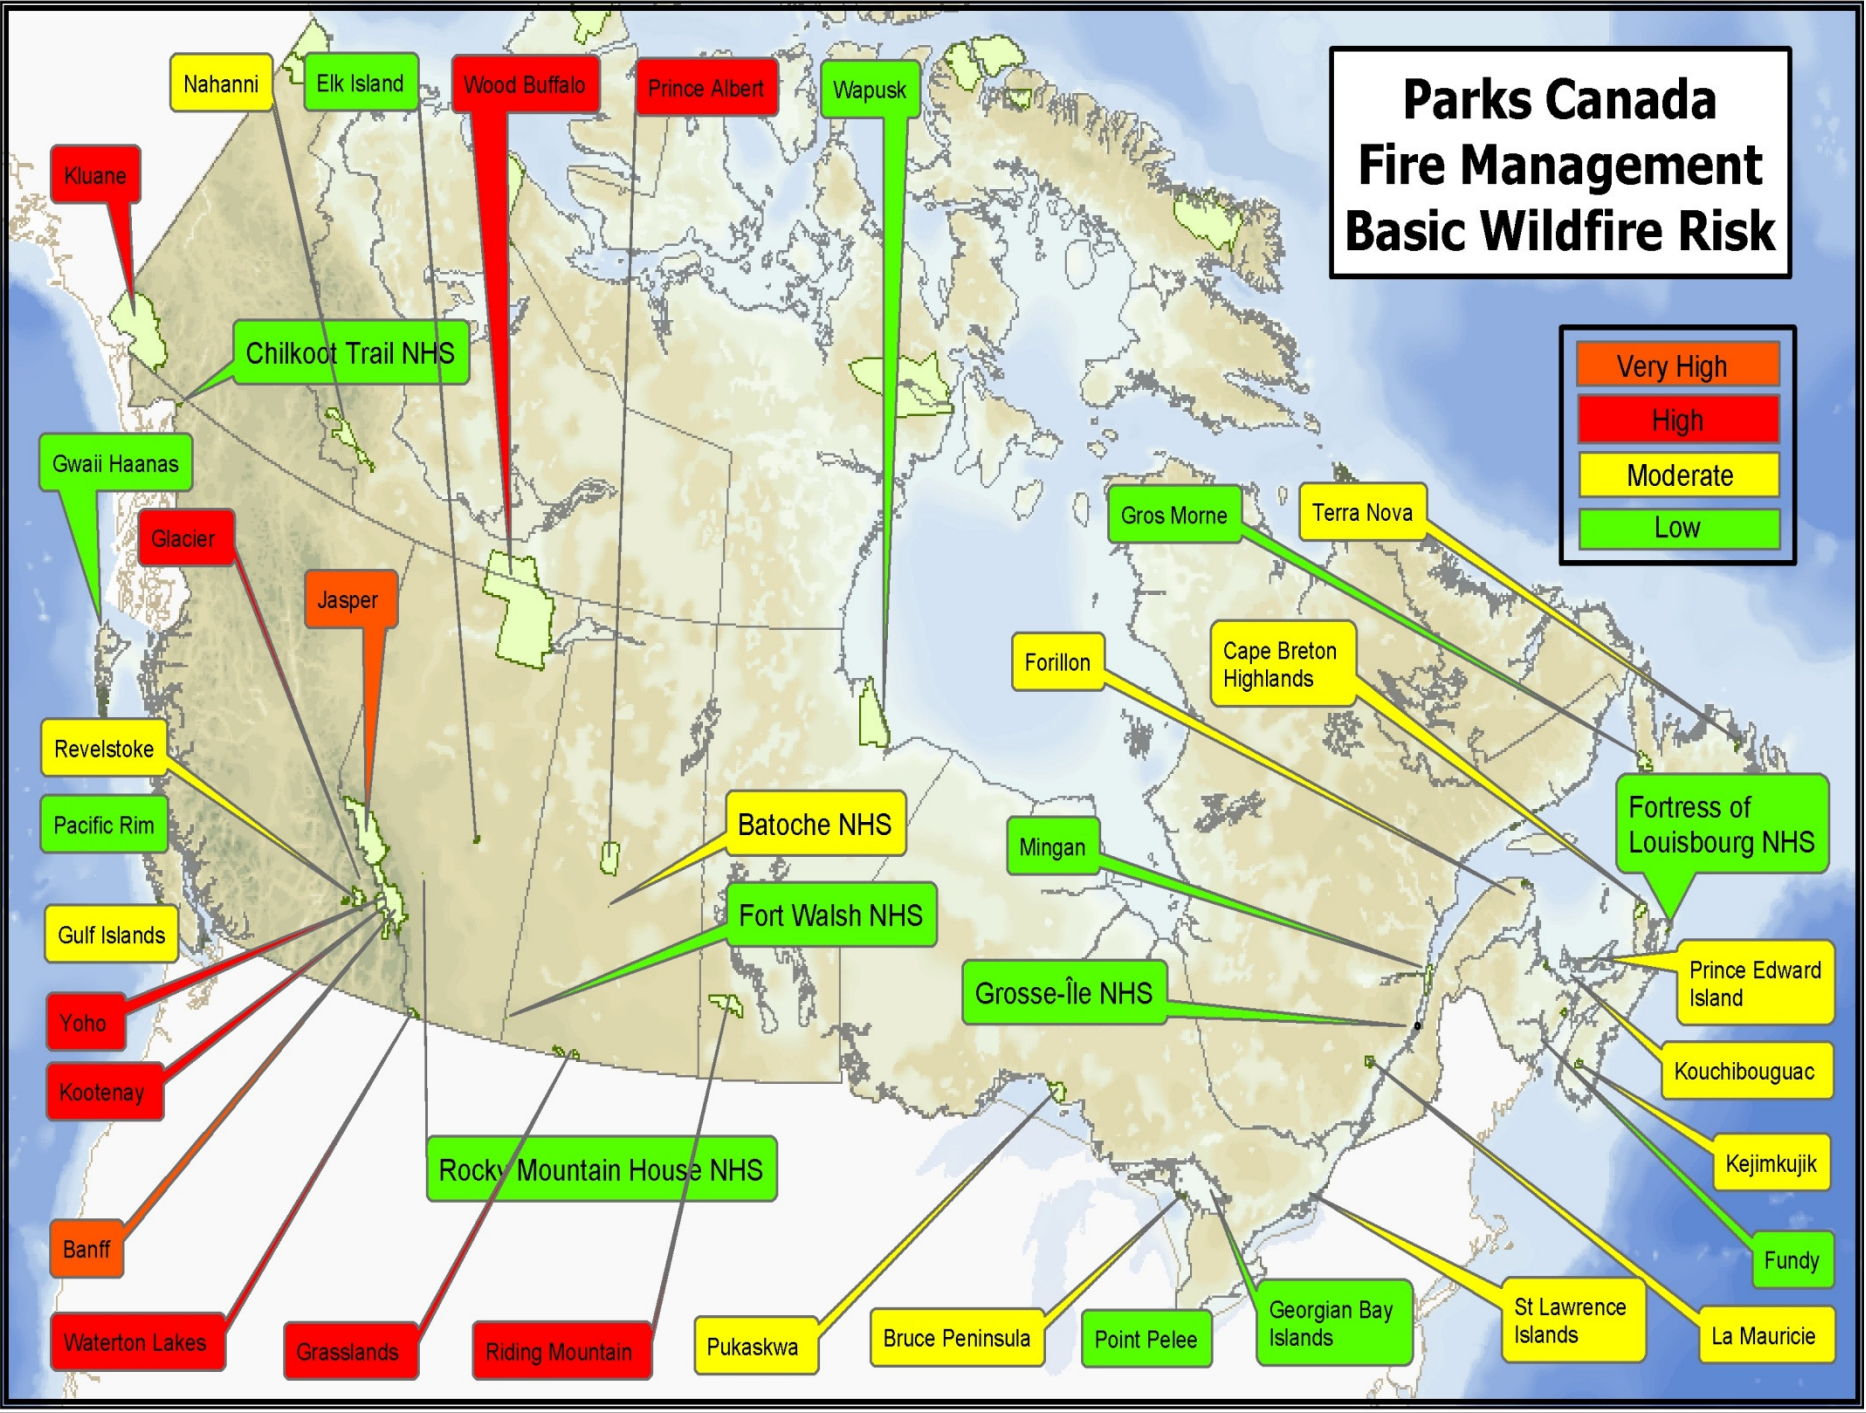 Parks Canada
Fire Management
Basic Wildfire Risk
Very High
High
Moderate
Low
Nahanni
Elk Island
Wood Buffalo
Prince Albert
Wapusk
Kluane
Chilkoot Trail NHS
Gwaii Haanas
Glacier
Jasper
Gros Morne
Terra Nova
Forillon
Cape Breton
Highlands
Revelstoke
Pacific Rim
Batoche NHS
Mingan
Fortress of
Louisbourg NHS
Gulf Islands
Fort Walsh NHS
Grosse-Île NHS
Prince Edward
Island
Yoho
Kootenay
Kouchibouguac
Rocky Mountain House NHS
Kejimkujik
Banff
Fundy
Waterton Lakes
Grasslands
Riding Mountain
Pukaskwa
Bruce Peninsula
Point Pelee
Georgian Bay
Islands
St Lawrence
Islands
La Mauricie